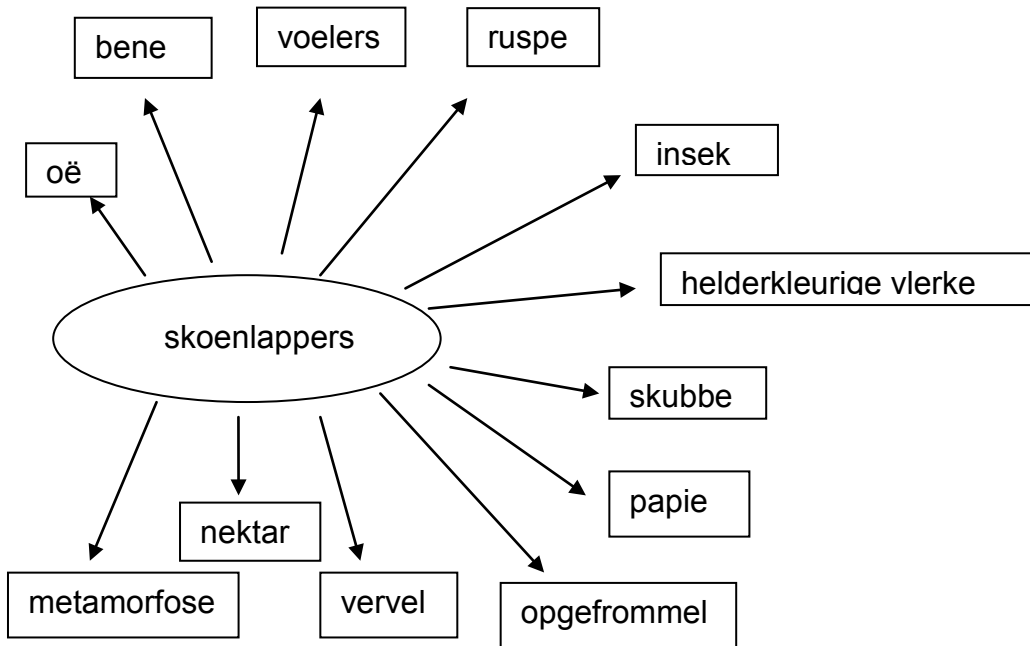 bene
voelers
ruspe
oë
insek
helderkleurige vlerke
skoenlappers
skubbe
papie
nektar
metamorfose
vervel
opgefrommel